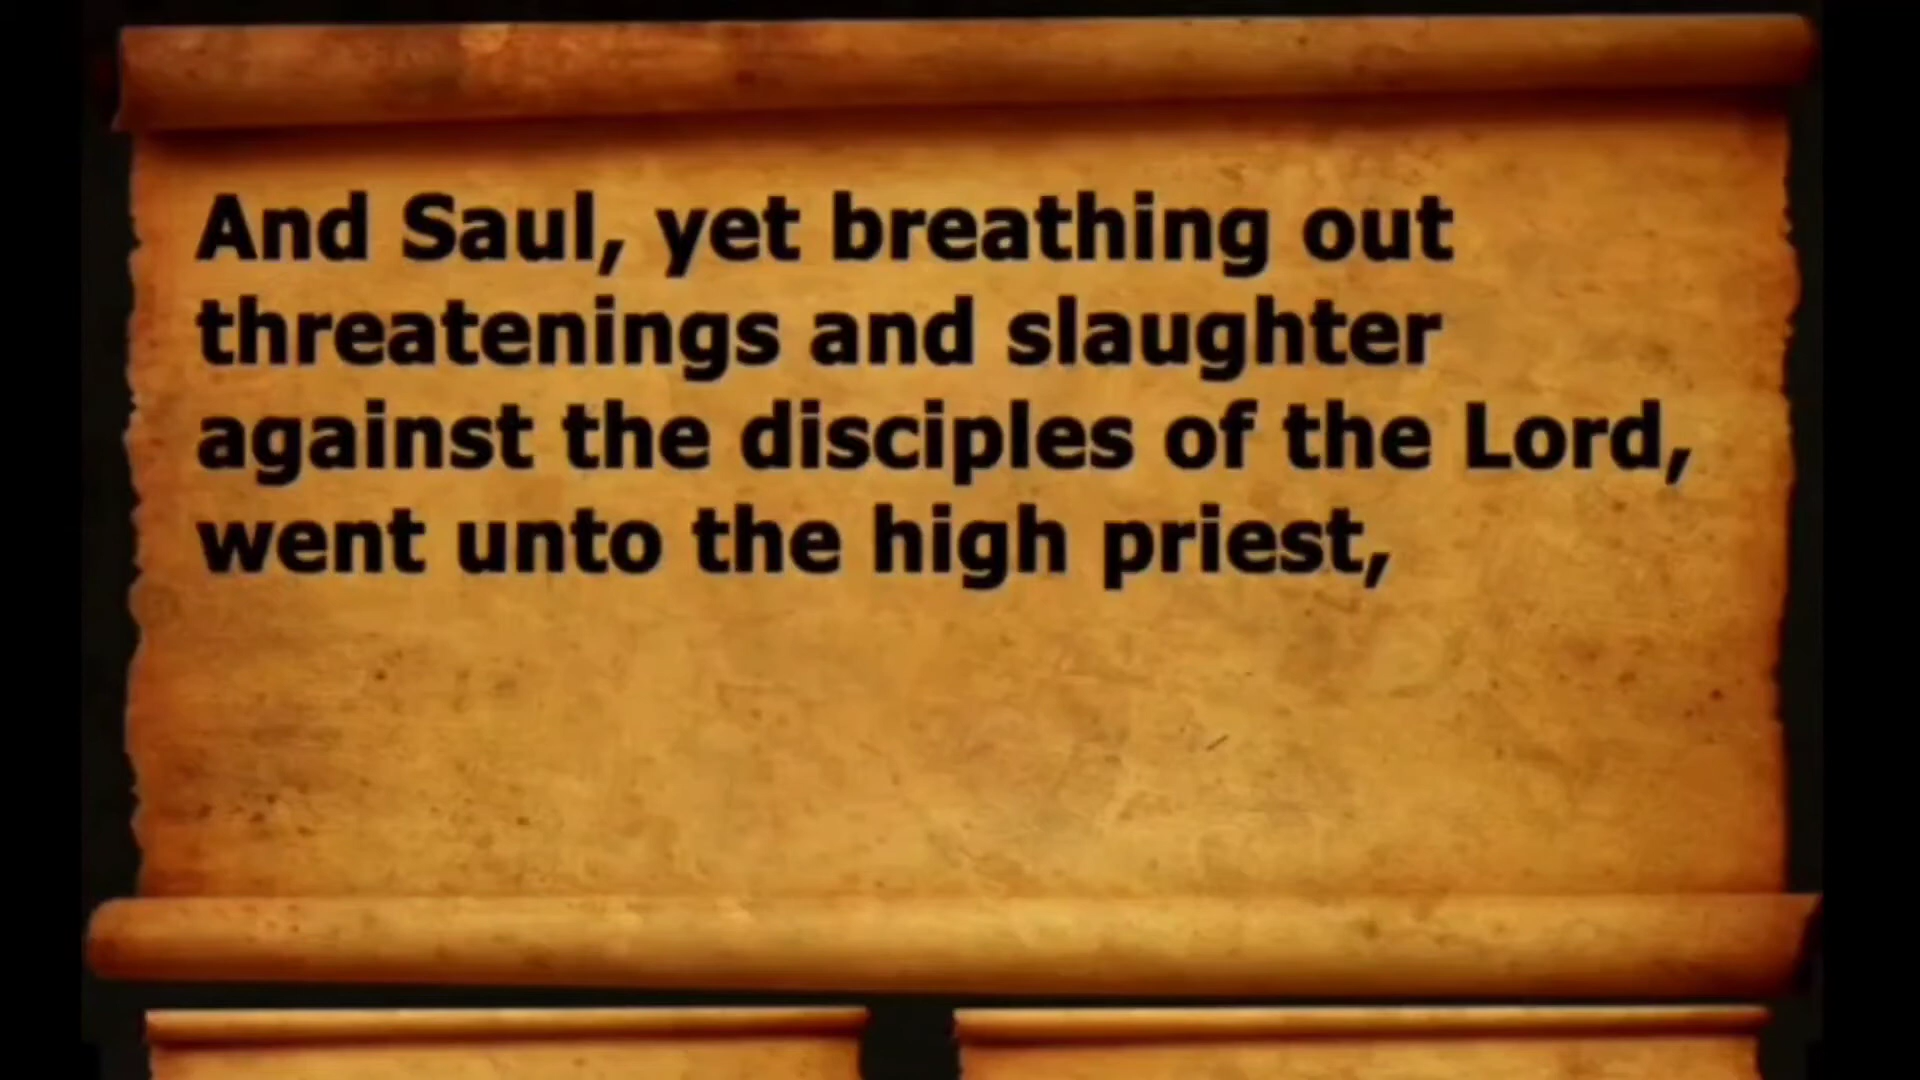 And Saul, yet breathing out
threatenings and slaughter
against the disciples of the Lord,
went unto the high priest,